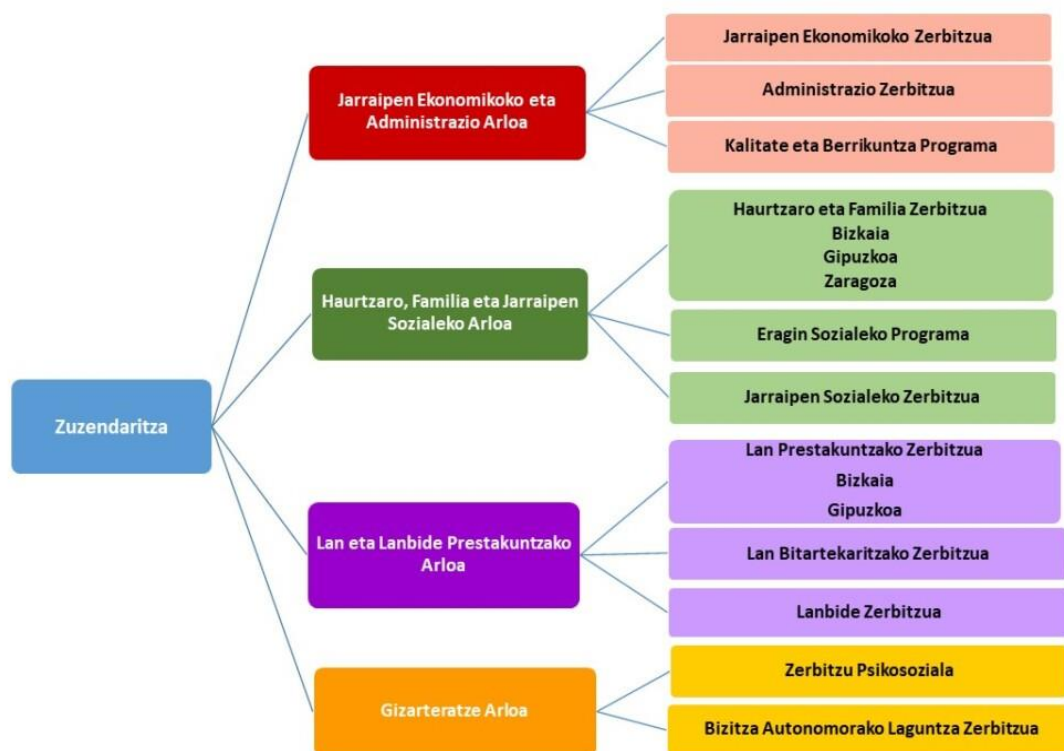 Zuzendaritza
Jarraipen Ekonomikoko eta
Administrazio Arloa
Jarraipen Ekonomikoko Zerbitzua
Administrazio Zerbitzua
Kalitate eta Berrikuntza Programa
Haurtzaro, Familia eta Jarraipen
Sozialeko Arloa
Haurtzaro eta Familia Zerbitzua
Bizkaia
Gipuzkoa
Zaragoza
Eragin Sozialeko Programa
Jarraipen Sozialeko Zerbitzua
Lan eta Lanbide Prestakuntzako
Arloa
Lan Prestakuntzako Zerbitzua
Bizkaia
Gipuzkoa
Lan Bitartekaritzako Zerbitzua
Lanbide Zerbitzua
Gizarteratze Arloa
Zerbitzu Psikosoziala
Bizitza Autonomorako Laguntza Zerbitzua